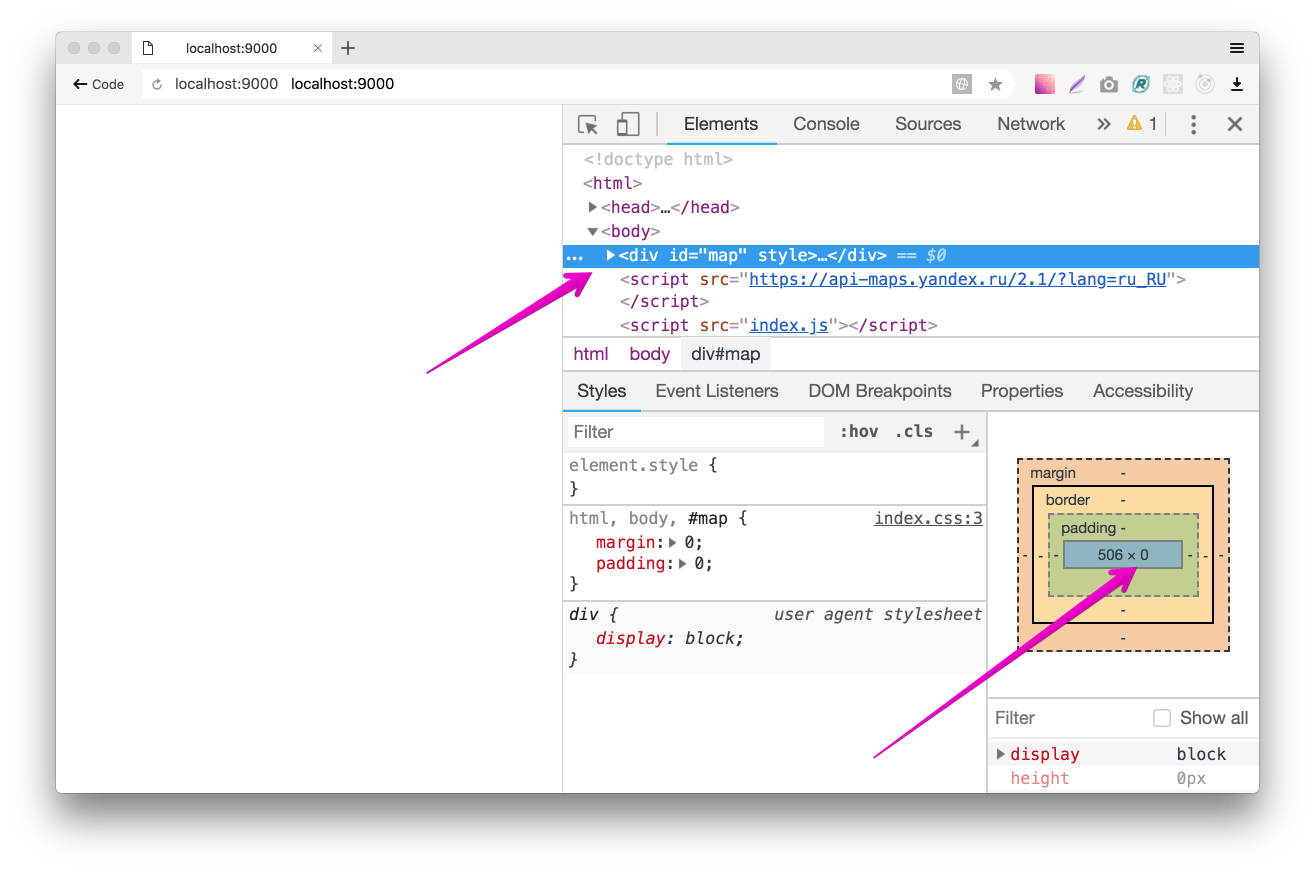 localhost:9000
Code
localhost:9000 localhost:9000
Elements Console Sources Network 1
<!doctype html>
<html>
<head>…</head>
<body>
… <div id="map" style>…</div> == $0
<script src="https://api-maps.yandex.ru/2.1/?lang=ru_RU">
</script>
<script src="index.js"></script>
html body div#map
Styles Event Listeners DOM Breakpoints Properties Accessibility
Filter :hov .cls +
element.style {
}
html, body, #map { index.css:3
margin: 0;
padding: 0;
}
div { user agent stylesheet
display: block;
}
margin -
border -
padding -
- - - 506 × 0 - - -
-
-
Filter Show all
display block
height 0px